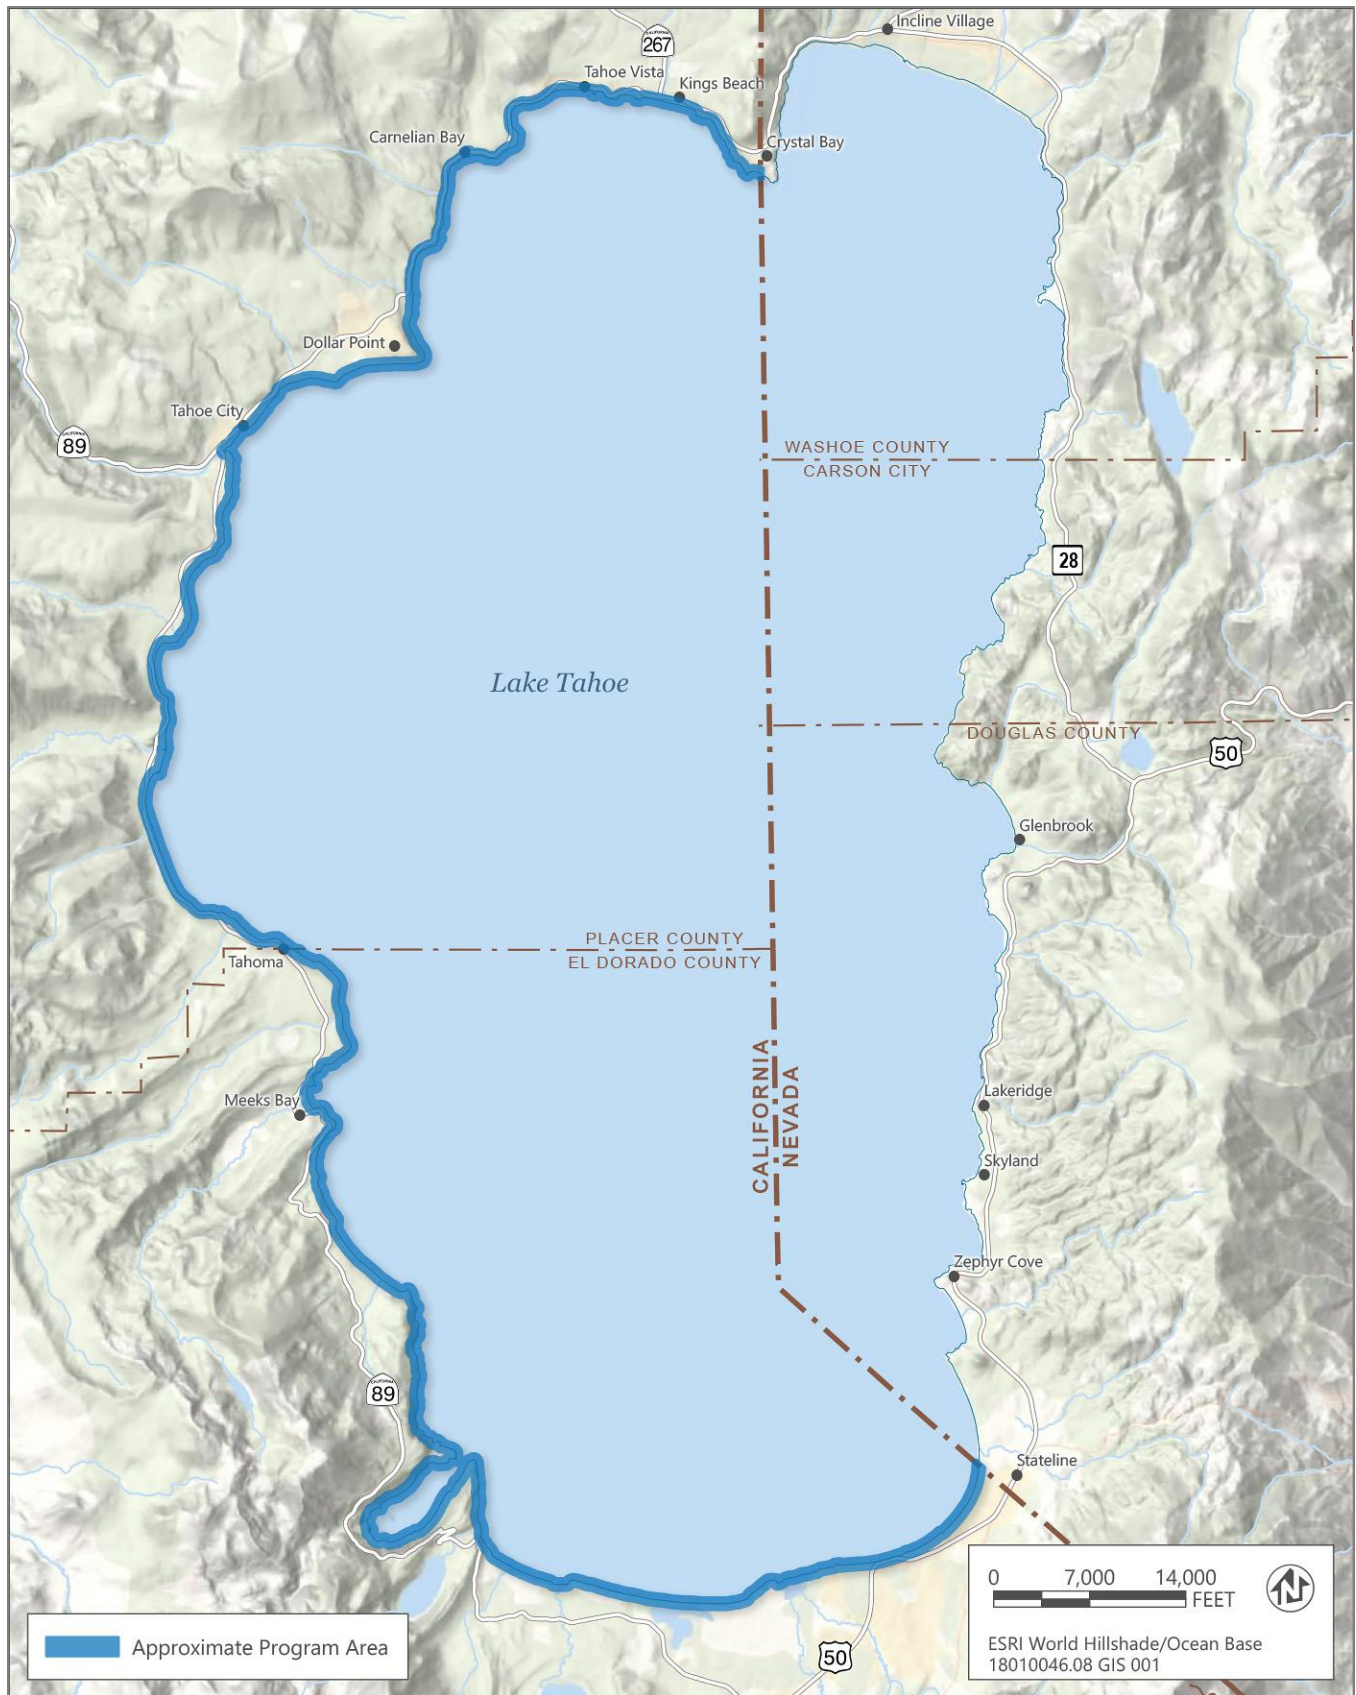 Incline Village
CALIFORNIA
267
Tahoe Vista
Kings Beach
Carnelian Bay
Crystal Bay
Dollar Point
Tahoe City
CALIFORNIA
89
WASHOE COUNTY
CARSON CITY
28
Lake Tahoe
DOUGLAS COUNTY
50
Glenbrook
PLACER COUNTY
EL DORADO COUNTY
Tahoma
CALIFORNIA
NEVADA
Meeks Bay
Lakeridge
Skyland
Zephyr Cove
CALIFORNIA
89
Stateline
50
Approximate Program Area
0 7,000 14,000
FEET
N
ESRI World Hillshade/Ocean Base
18010046.08 GIS 001